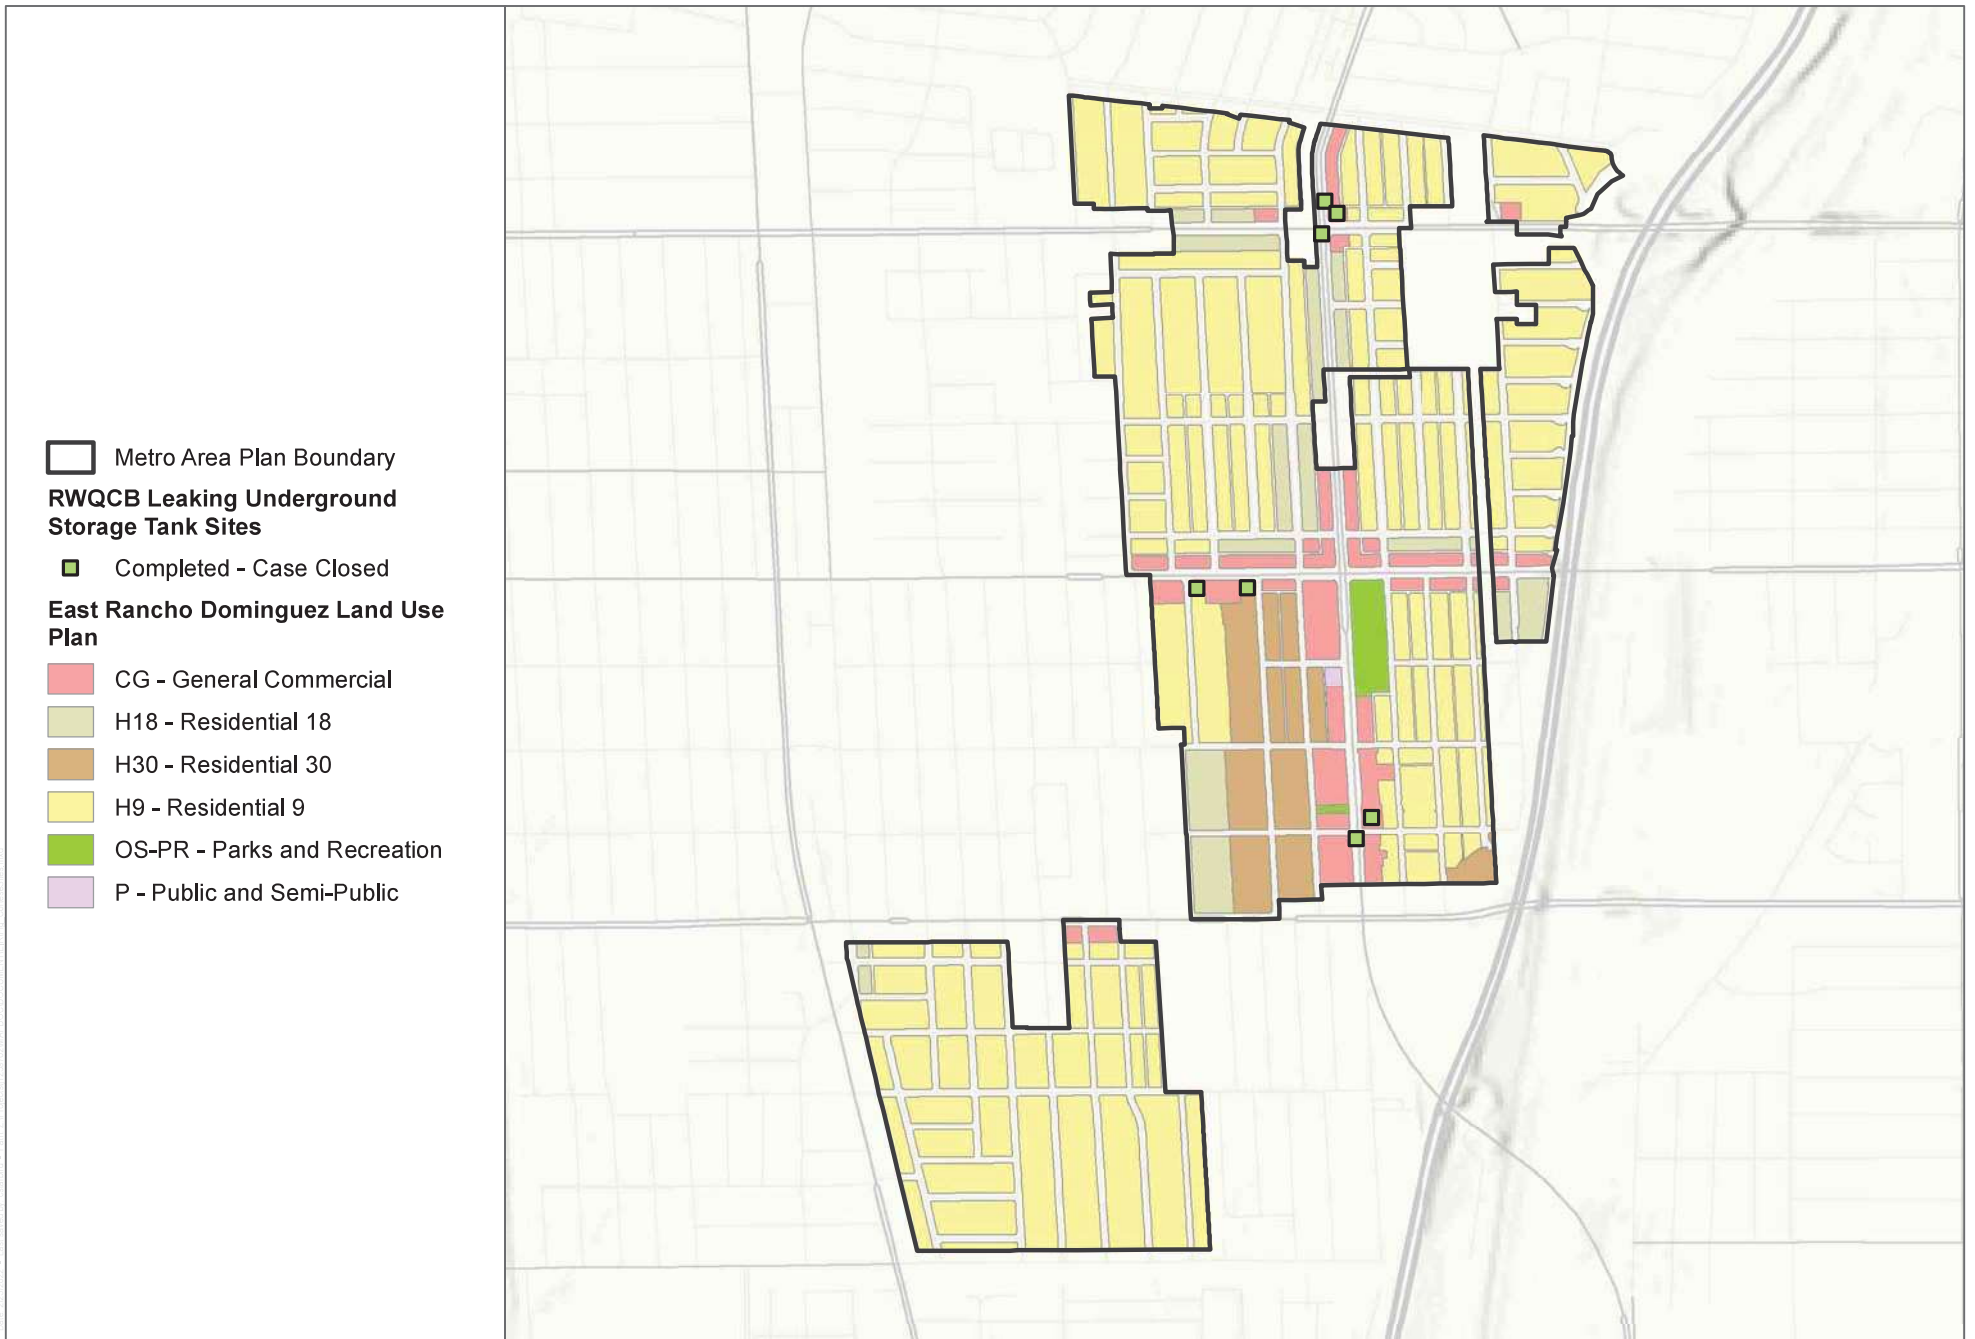 Metro Area Plan Boundary
RWQCB Leaking Underground
Storage Tank Sites
Completed - Case Closed
East Rancho Dominguez Land Use
Plan
CG - General Commercial
H18 - Residential 18
H30 - Residential 30
H9 - Residential 9
OS-PR - Parks and Recreation
P - Public and Semi-Public